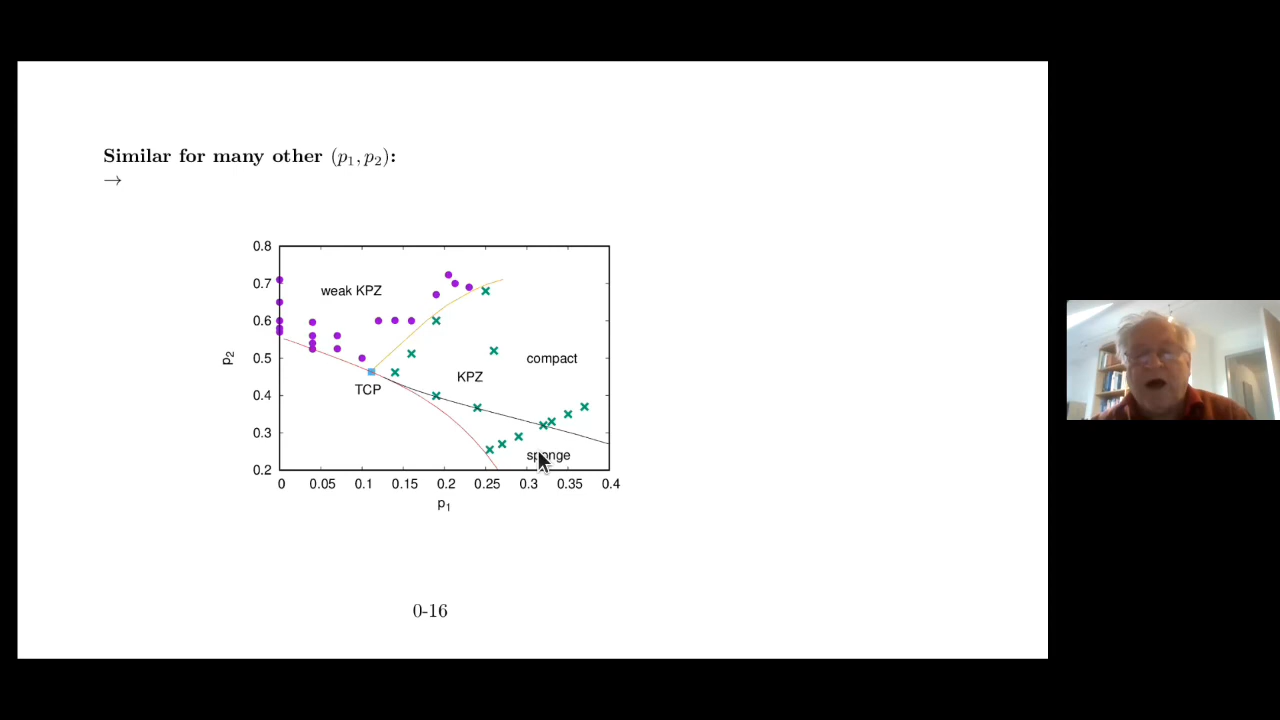 Similar for many other (p₁, p₂):
→
0.8
0.7
weak KPZ
0.6
0.5
compact
p₂
KPZ
TCP
0.4
0.3
sponge
0.2
0 0.05 0.1 0.15 0.2 0.25 0.3 0.35 0.4
p₁
0-16